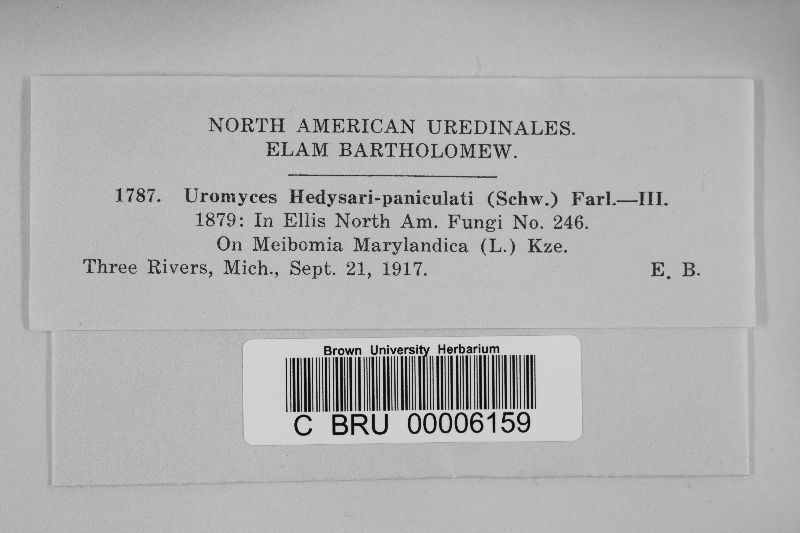 NORTH AMERICAN UREDINALES.
ELAM BARTHOLOMEW.
1787. Uromyces Hedysari-paniculati (Schw.) Farl.—III.
1879: In Ellis North Am. Fungi No. 246.
On Meibomia Marylandica (L.) Kze.
Three Rivers, Mich., Sept. 21, 1917. E. B.
Brown University Herbarium
C BRU 00006159